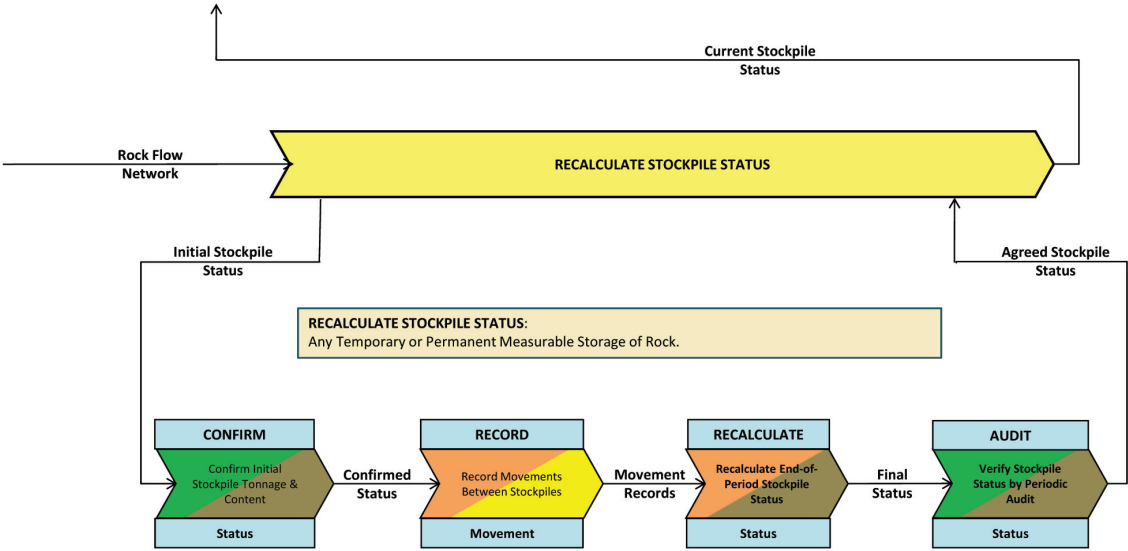 Current Stockpile
Status
Rock Flow
Network
RECALCULATE STOCKPILE STATUS
Initial Stockpile
Status
Agreed Stockpile
Status
RECALCULATE STOCKPILE STATUS:
Any Temporary or Permanent Measurable Storage of Rock.
CONFIRM
Confirm Initial
Stockpile Tonnage &
Content
Status
Confirmed
Status
RECORD
Record Movements
Between Stockpiles
Movement
Movement
Records
RECALCULATE
Recalculate End-of-
Period Stockpile
Status
Status
Final
Status
AUDIT
Verify Stockpile
Status by Periodic
Audit
Status